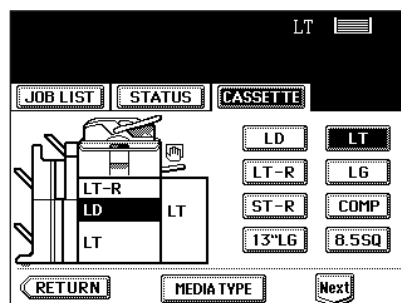 LT
JOB LIST STATUS CASSETTE
LD LT
LT-R LG
ST-R COMP
13"LG 8.5SQ
LT-R
LD
LT
LT
RETURN MEDIA TYPE Next